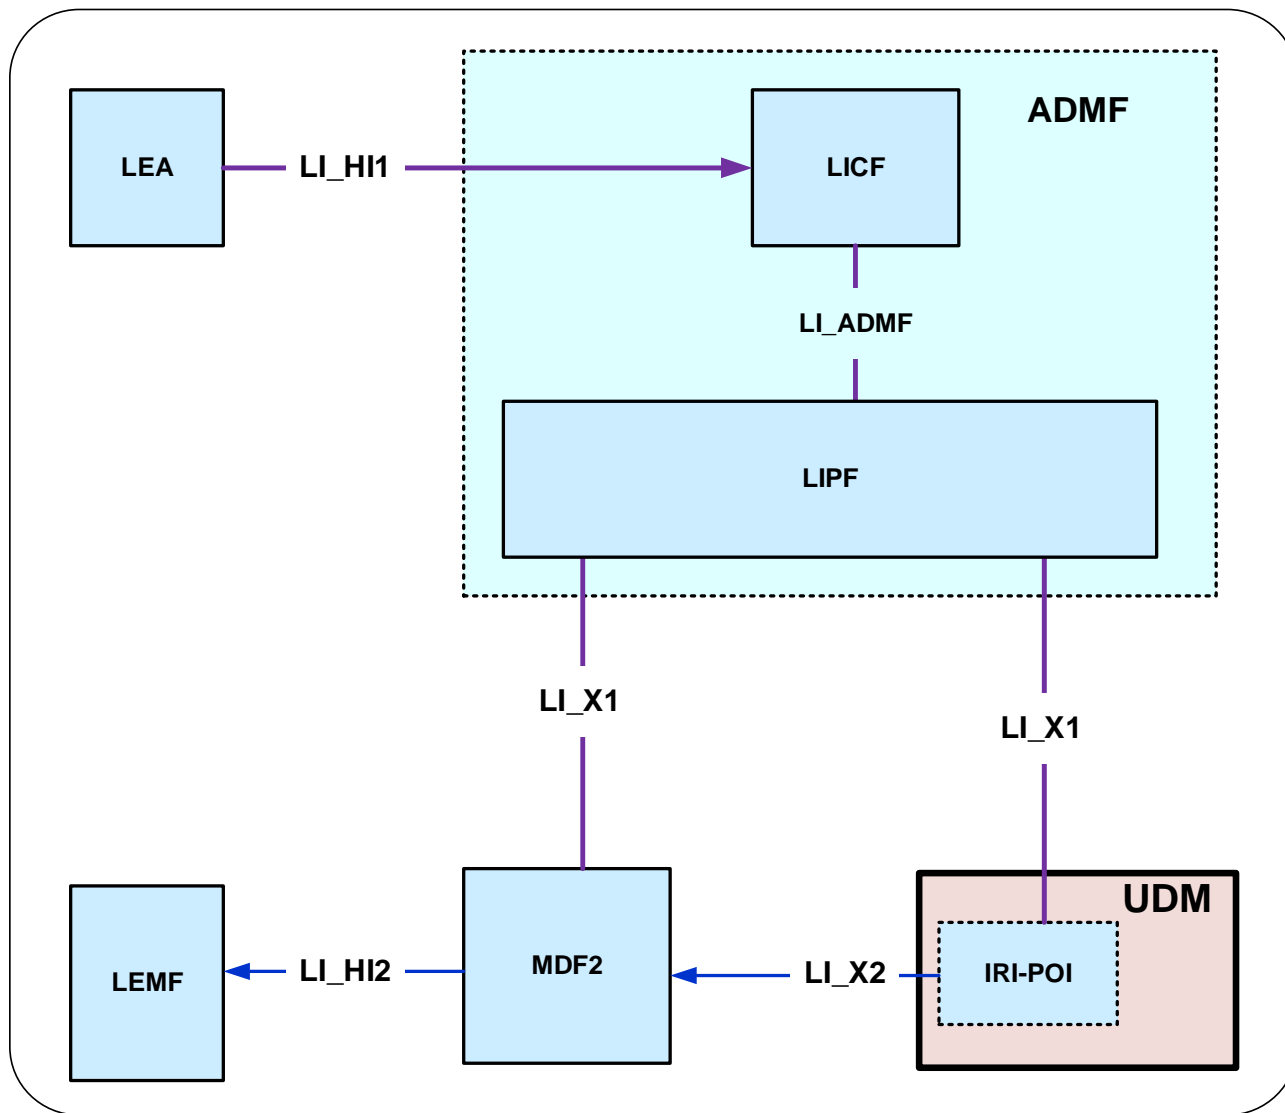 ADMF
LEA
LI_HI1
LICF
LI_ADMF
LIPF
LI_X1
LI_X1
UDM
LEMF
LI_HI2
MDF2
LI_X2
IRI-POI